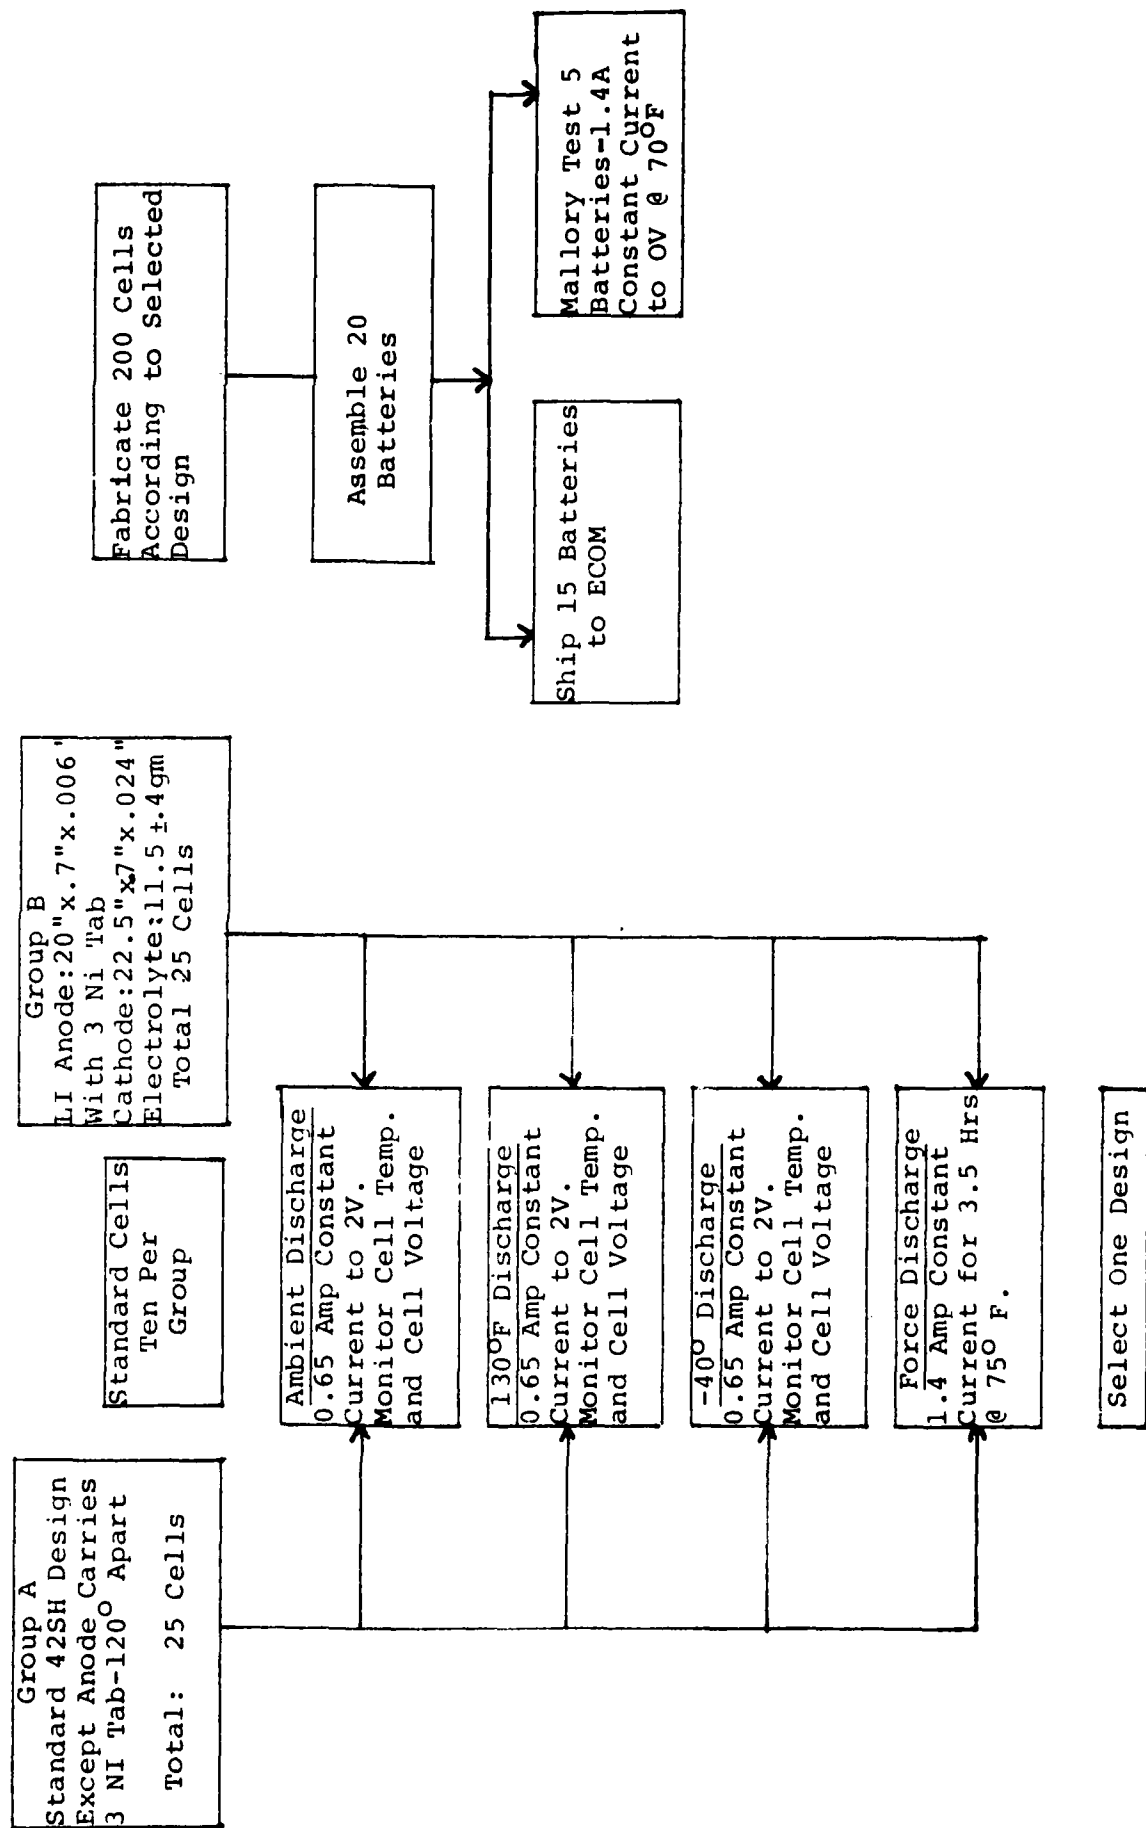 Group A
Standard 42SH Design
Except Anode Carries
3 NI Tab-120° Apart
Total: 25 Cells
Standard Cells
Ten Per
Group
Group B
LI Anode:20"x.7"x.006"
With 3 Ni Tab
Cathode:22.5"x.7"x.024"
Electrolyte:11.5 ±.4gm
Total 25 Cells
Ambient Discharge
0.65 Amp Constant
Current to 2V.
Monitor Cell Temp.
and Cell Voltage
130°F Discharge
0.65 Amp Constant
Current to 2V.
Monitor Cell Temp.
and Cell Voltage
-40° Discharge
0.65 Amp Constant
Current to 2V.
Monitor Cell Temp.
and Cell Voltage
Force Discharge
1.4 Amp Constant
Current for 3.5 Hrs
@ 75° F.
Select One Design
Fabricate 200 Cells
According to Selected
Design
Assemble 20
Batteries
Ship 15 Batteries
to ECOM
Mallory Test 5
Batteries-1.4A
Constant Current
to OV @ 70°F